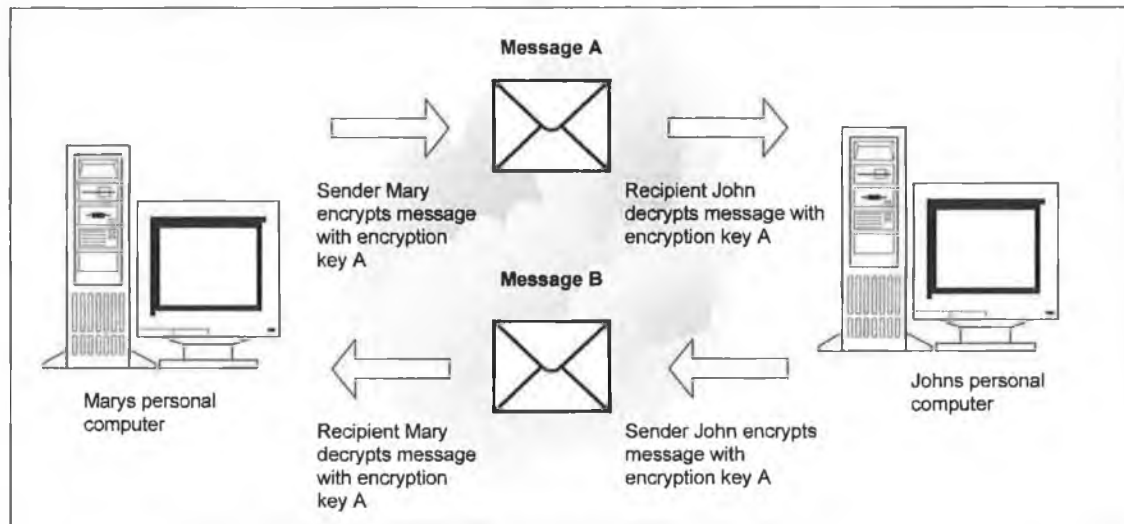 Message A
Sender Mary
encrypts message
with encryption
key A
Recipient John
decrypts message with
encryption key A
Message B
Marys personal
computer
Johns personal
computer
Recipient Mary
decrypts message
with encryption
key A
Sender John encrypts
message with
encryption key A